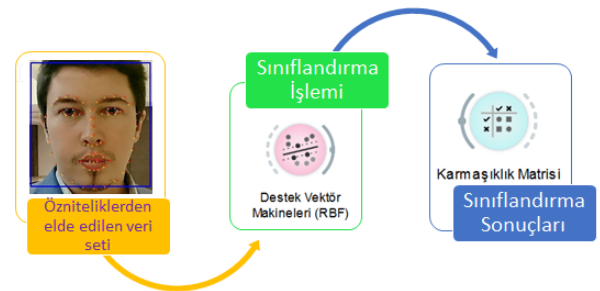 Özniteliklerden
elde edilen veri
seti
Sınıflandırma
İşlemi
Destek Vektör
Makineleri (RBF)
Karmaşıklık Matrisi
Sınıflandırma
Sonuçları